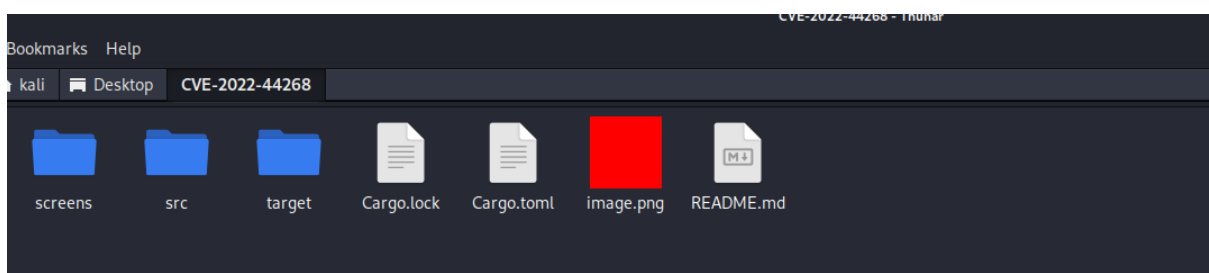 CVE-2022-44268 - Thunar
Bookmarks Help
kali Desktop CVE-2022-44268
screens src target Cargo.lock Cargo.toml image.png README.md